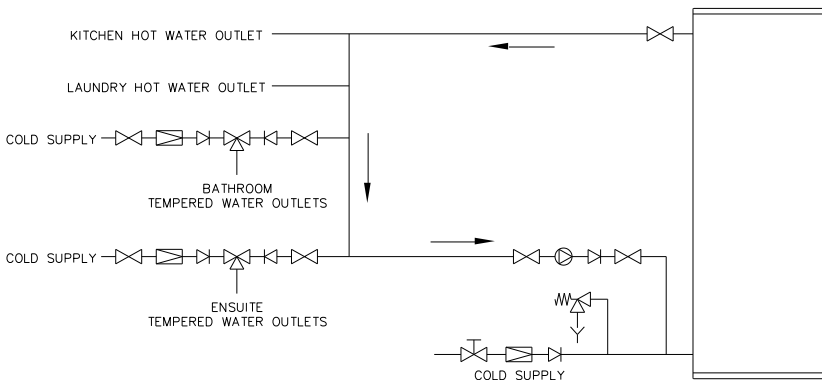 KITCHEN HOT WATER OUTLET
LAUNDRY HOT WATER OUTLET
COLD SUPPLY
BATHROOM
TEMPERED WATER OUTLETS
COLD SUPPLY
ENSUITE
TEMPERED WATER OUTLETS
COLD SUPPLY